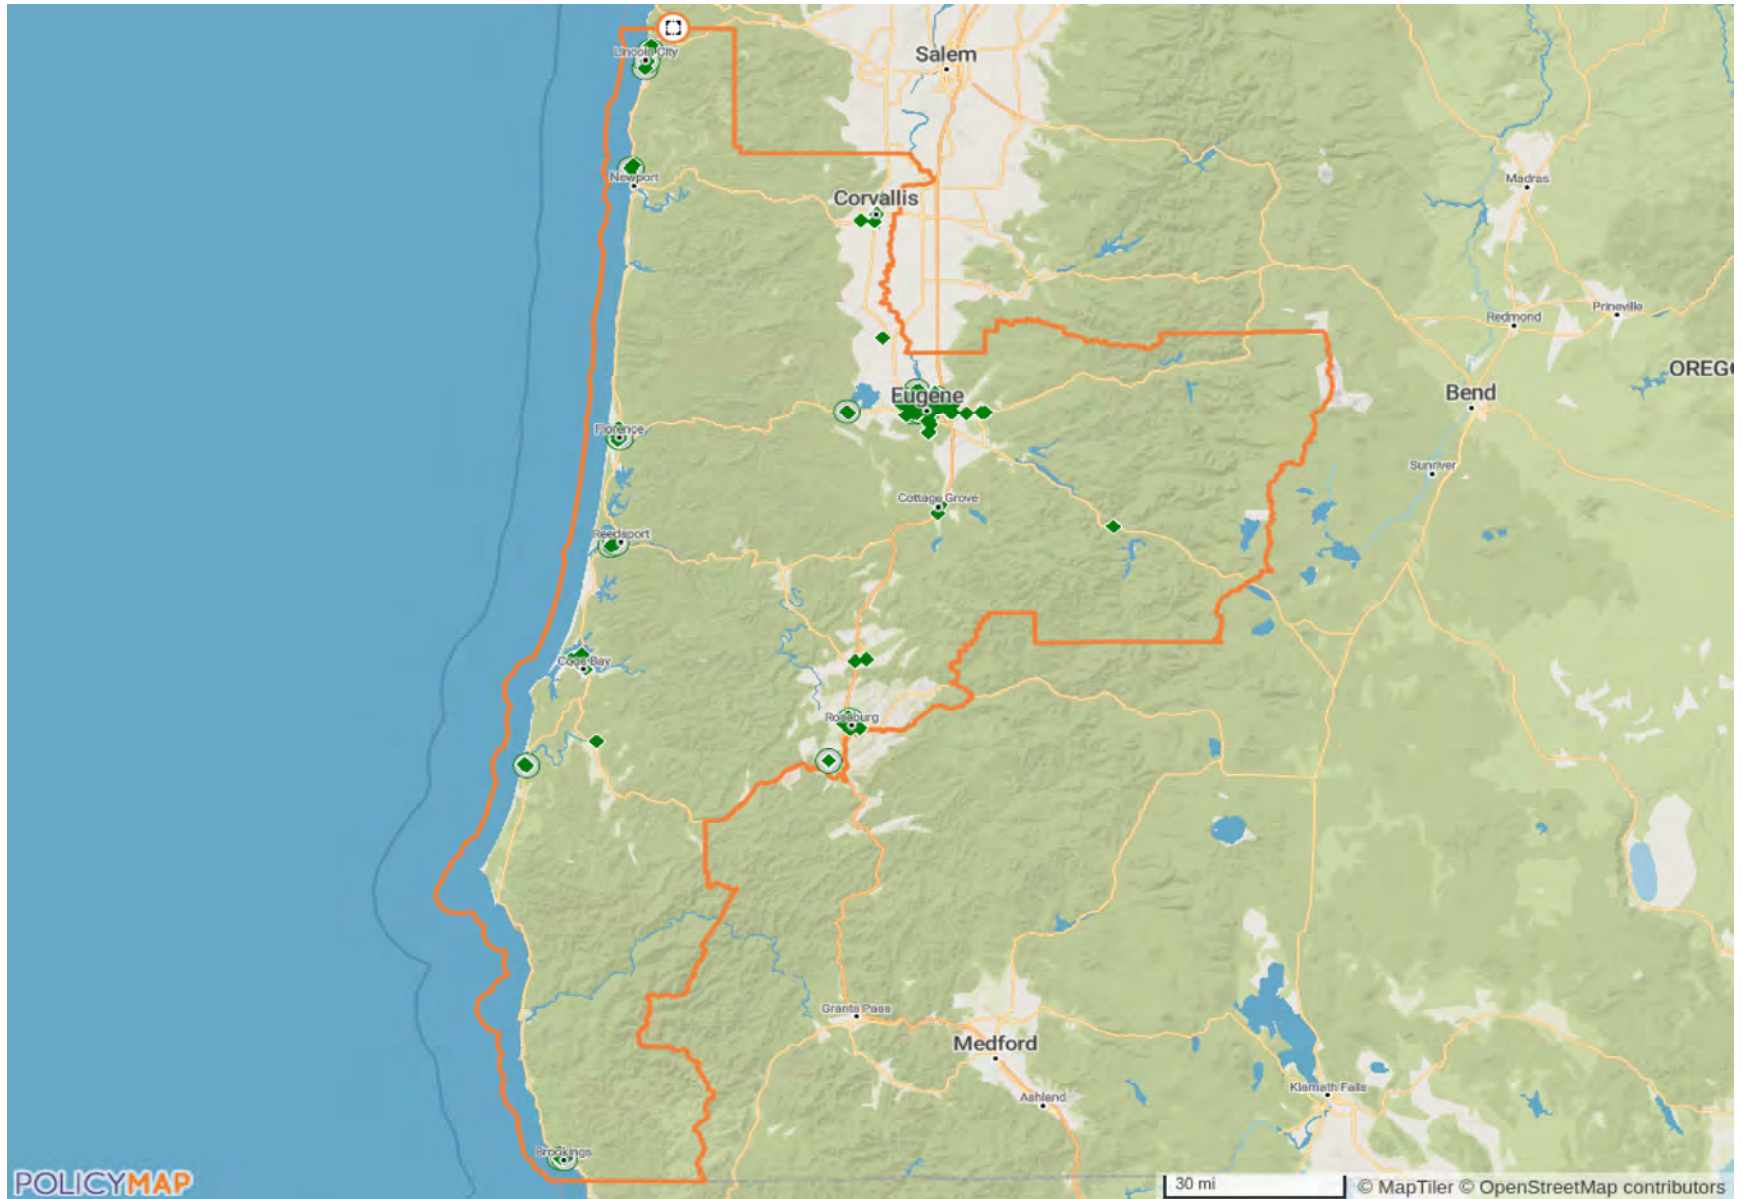 Lincoln City
Salem
Newport
Madras
Corvallis
Prineville
Redmond
OREG
Bend
Eugene
Florence
Sunriver
Cottage Grove
Reedsport
Coos Bay
Roseburg
Grants Pass
Medford
Klamath Falls
Ashland
Brookings
POLICYMAP
30 mi
© MapTiler © OpenStreetMap contributors